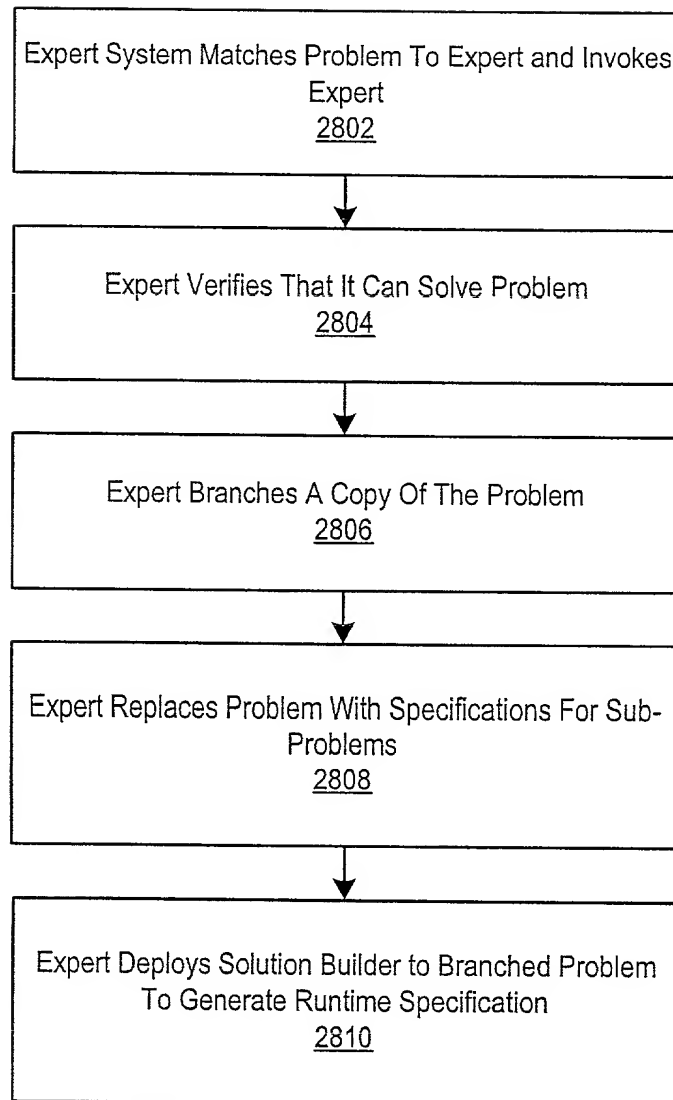 Expert System Matches Problem To Expert and Invokes
Expert
2802
Expert Verifies That It Can Solve Problem
2804
Expert Branches A Copy Of The Problem
2806
Expert Replaces Problem With Specifications For Sub-
Problems
2808
Expert Deploys Solution Builder to Branched Problem
To Generate Runtime Specification
2810